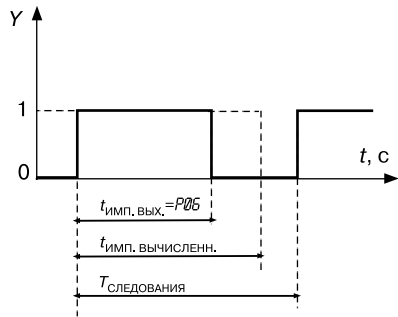 Y
1
0
t, с
tимп. вых.=P06
tимп. вычисленн.
Tследования